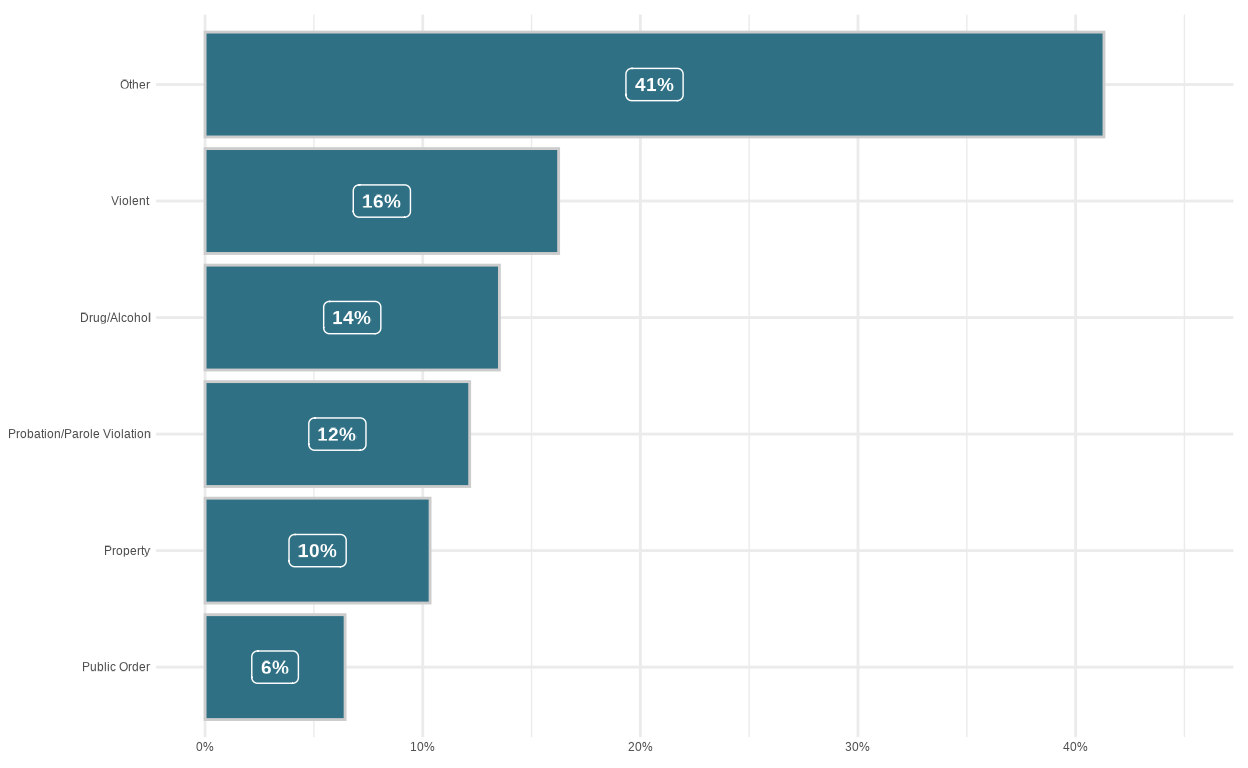 Other
41%
Violent
16%
Drug/Alcohol
14%
Probation/Parole Violation
12%
Property
10%
Public Order
6%
0%
10%
20%
30%
40%